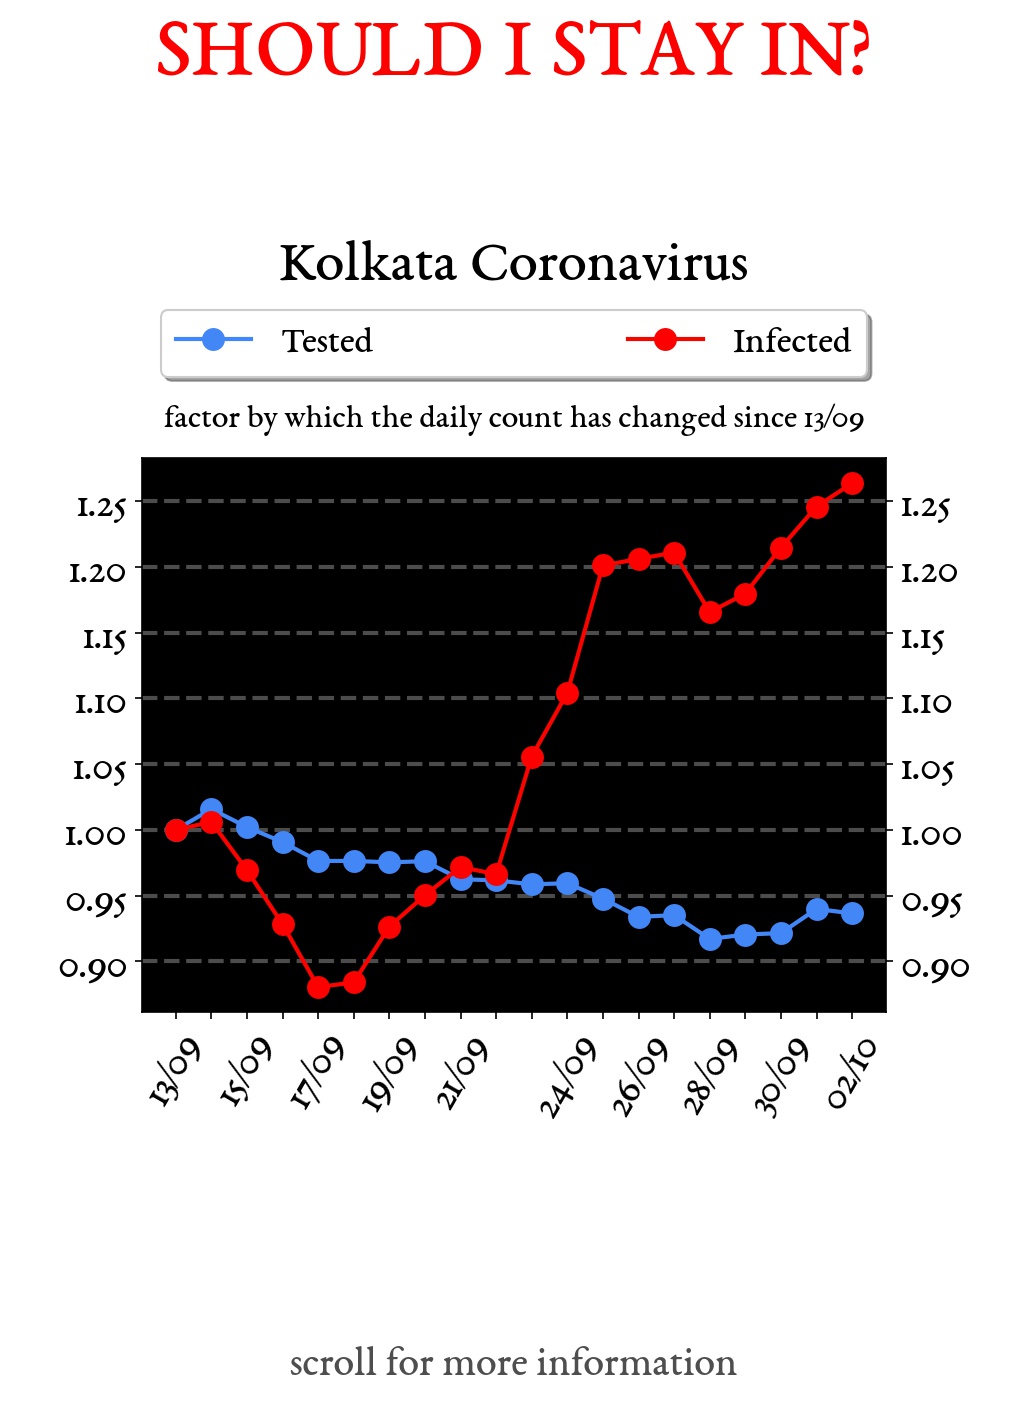 SHOULD I STAY IN?
Kolkata Coronavirus
Tested Infected
factor by which the daily count has changed since 13/09
1.25 1.25
1.20 1.20
1.15 1.15
1.10 1.10
1.05 1.05
1.00 1.00
0.95 0.95
0.90 0.90
13/09 15/09 17/09 19/09 21/09 24/09 26/09 28/09 30/09 02/10
scroll for more information